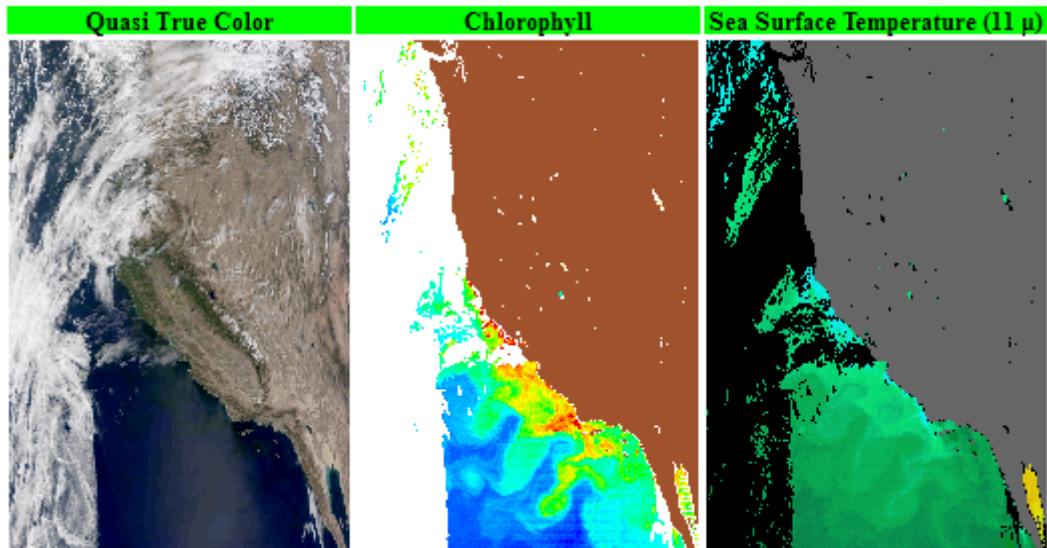 Quasi True Color
Chlorophyll
Sea Surface Temperature (11 μ)